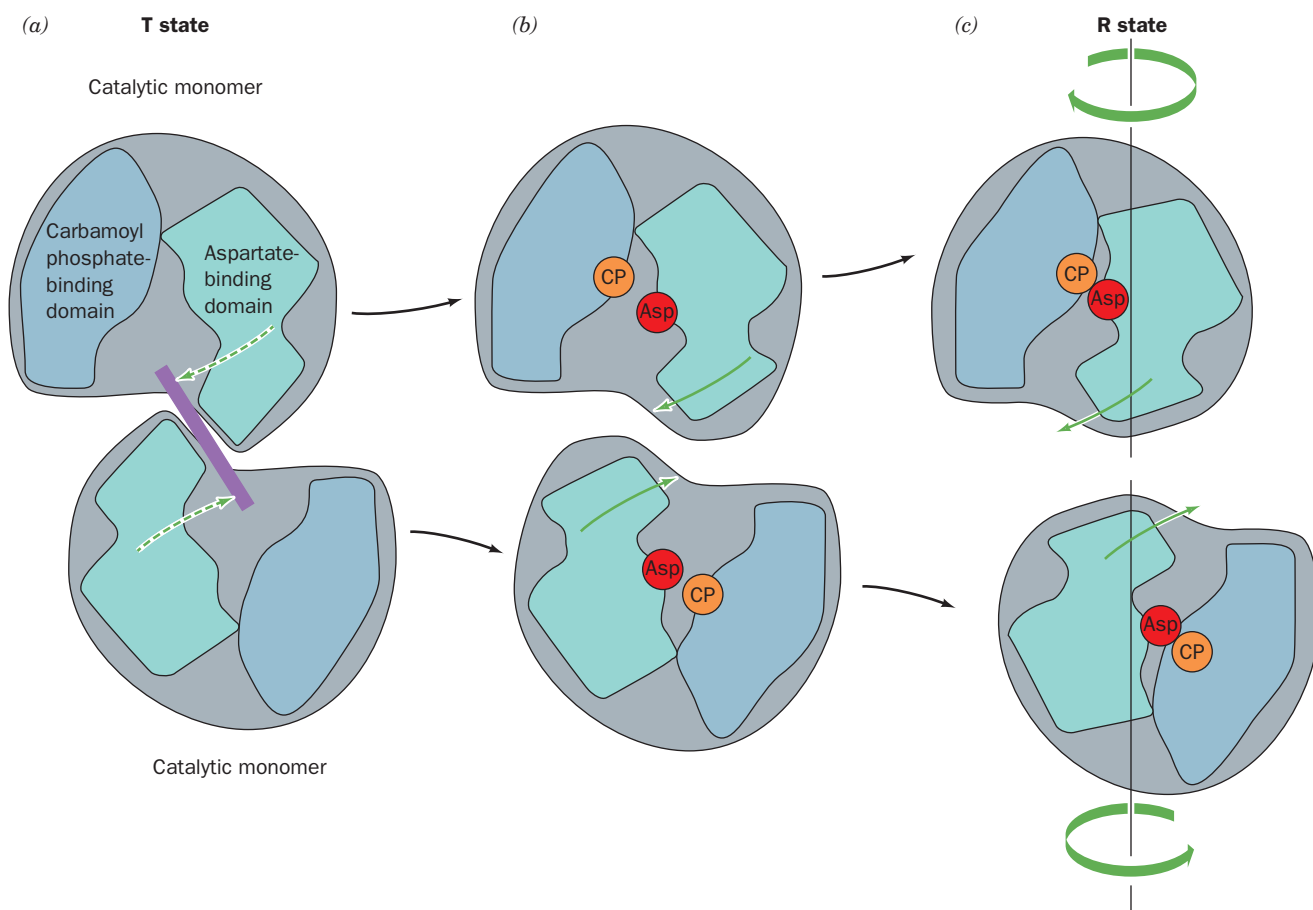 (a) T state
(b)
(c) R state
Catalytic monomer
Carbamoyl
phosphate-
binding
domain
Aspartate-
binding
domain
CP
Asp
CP
Asp
Asp
CP
Asp
CP
Catalytic monomer